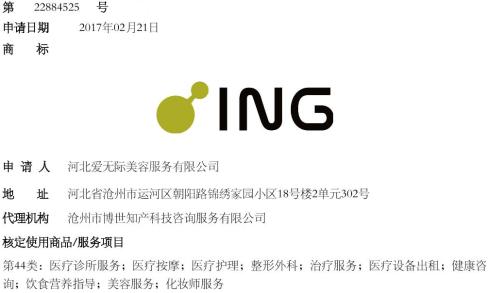 第 22884525 号
申请日期 2017年02月21日
商 标
ING
申 请 人 河北爱无际美容服务有限公司
地 址 河北省沧州市运河区朝阳路锦绣家园小区18号楼2单元302号
代理机构 沧州市博世知产科技咨询服务有限公司
核定使用商品/服务项目
第44类：医疗诊所服务；医疗按摩；医疗护理；整形外科；治疗服务；医疗设备出租；健康咨
询；饮食营养指导；美容服务；化妆师服务